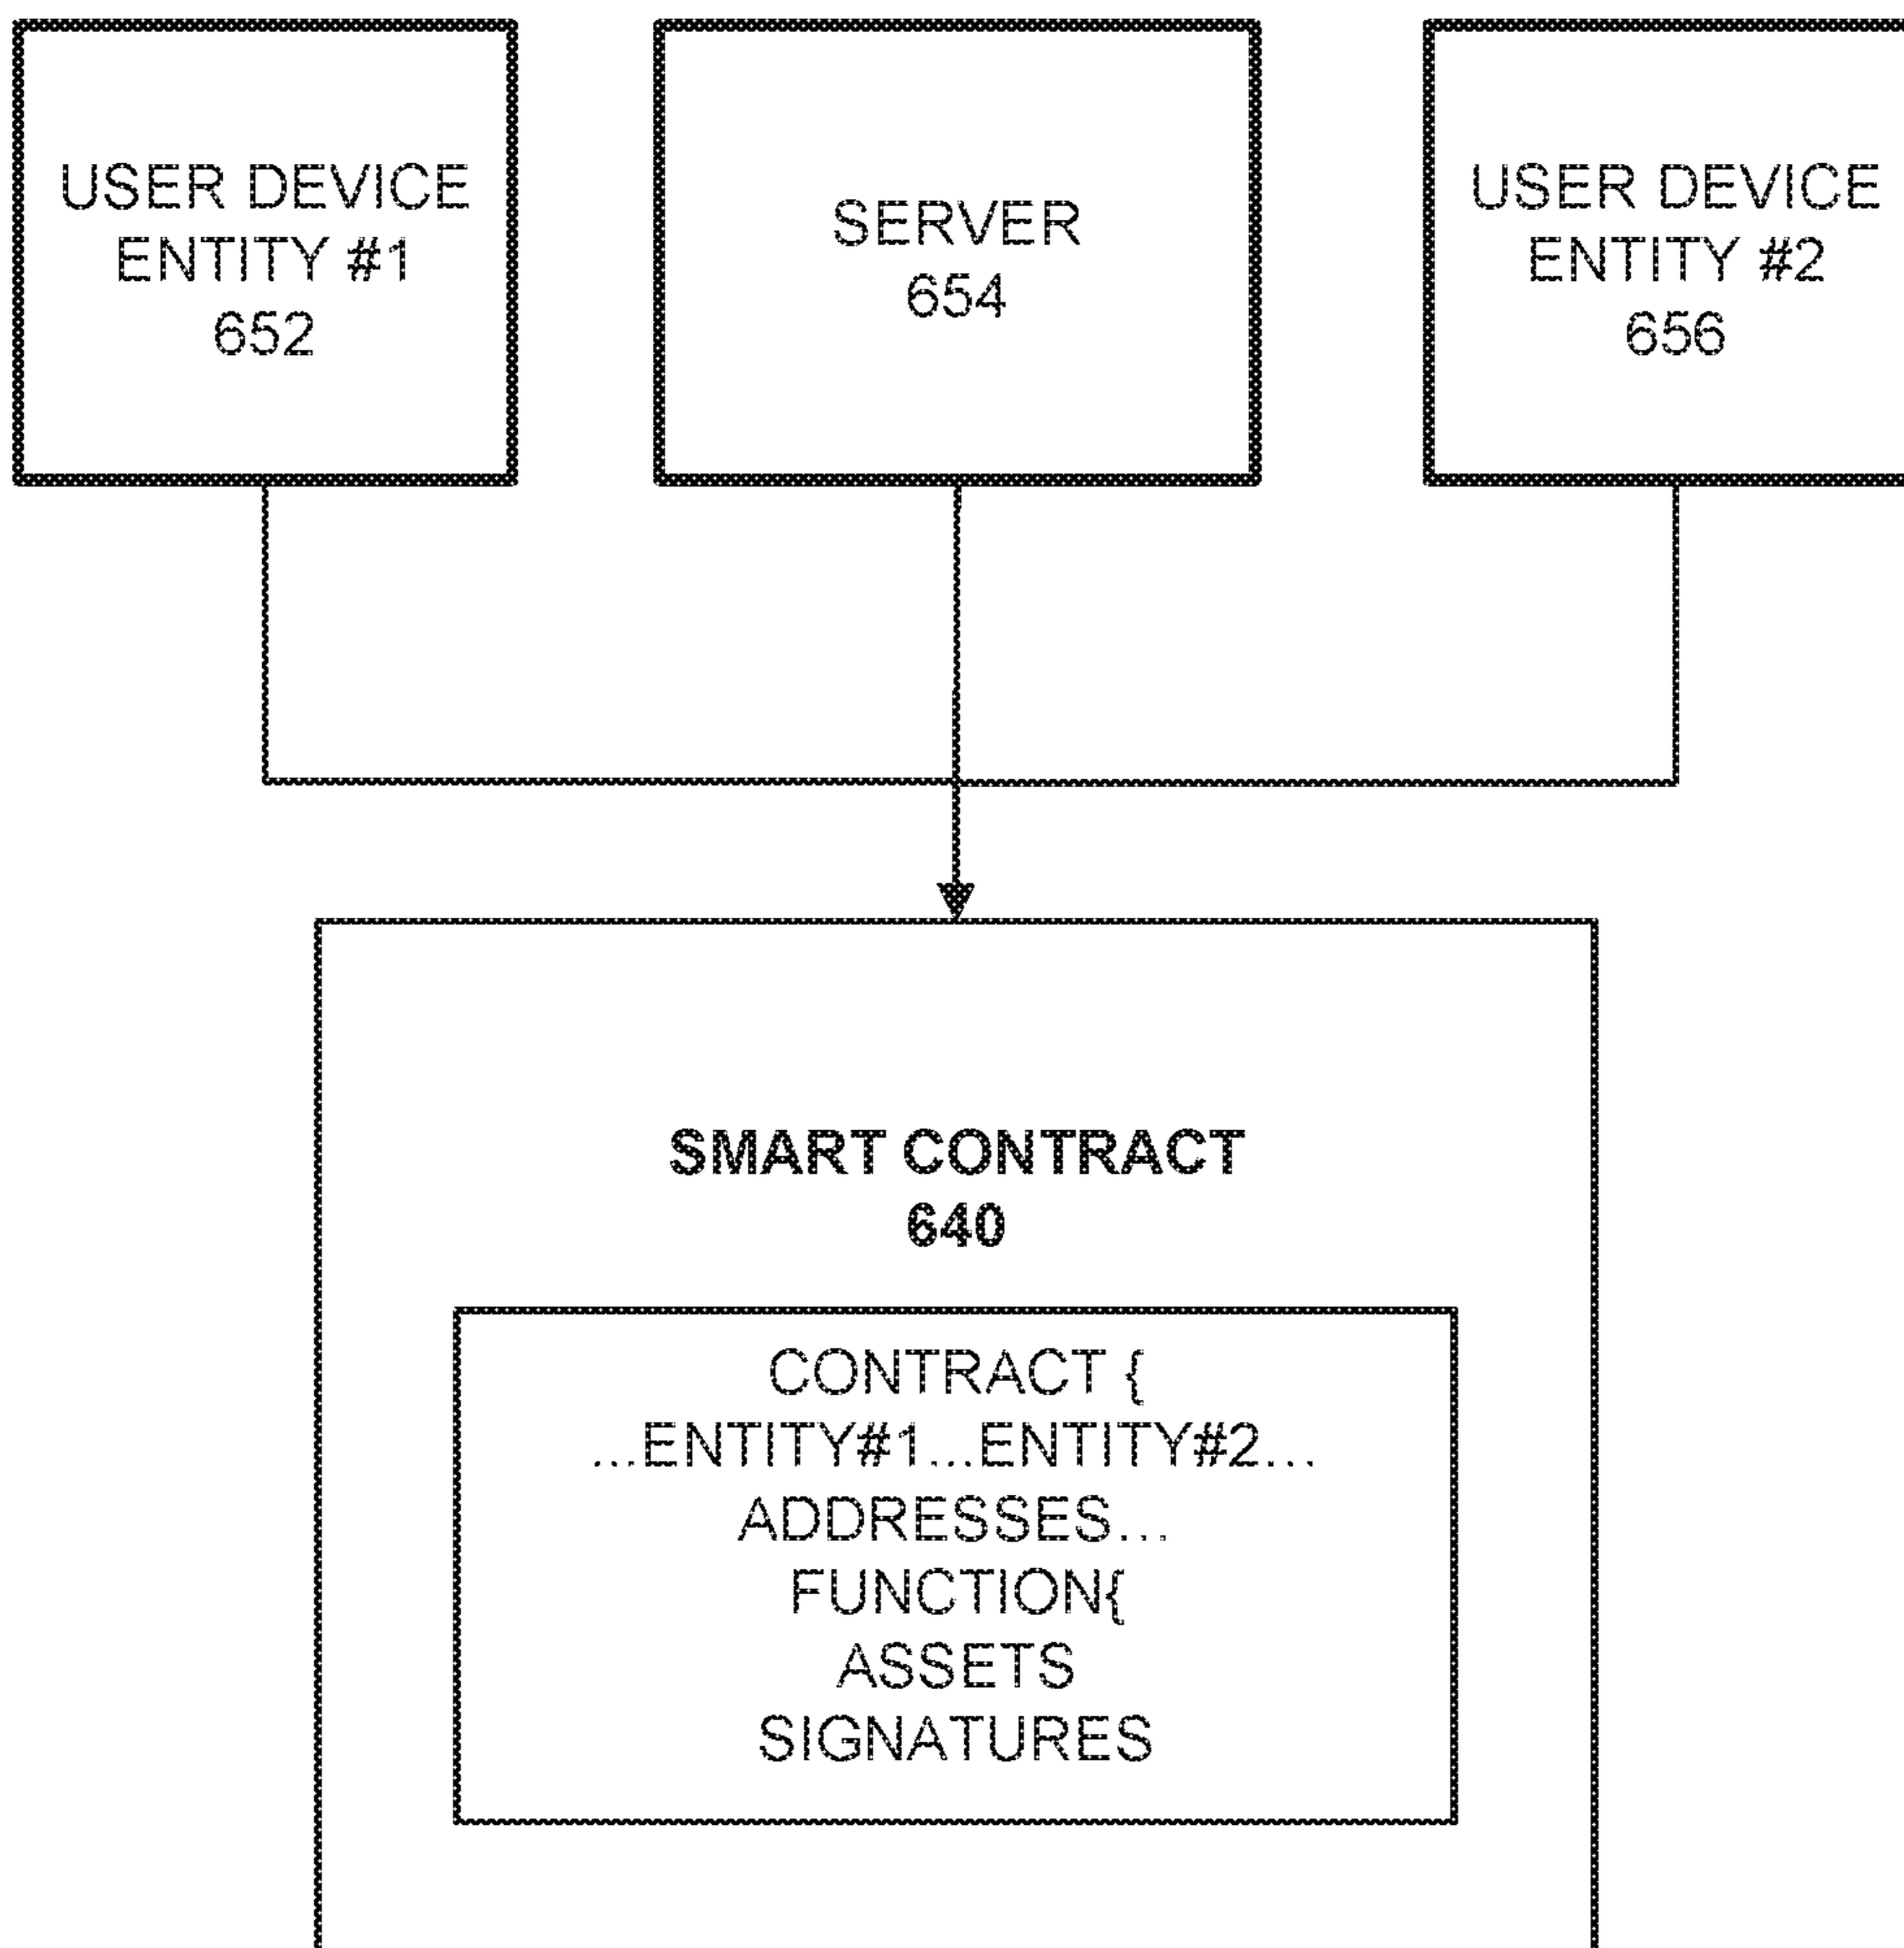 USER DEVICE
ENTITY #1
652
SERVER
654
USER DEVICE
ENTITY #2
656
SMART CONTRACT
640
CONTRACT {
...ENTITY#1...ENTITY#2...
ADDRESSES...
FUNCTION{
ASSETS
SIGNATURES